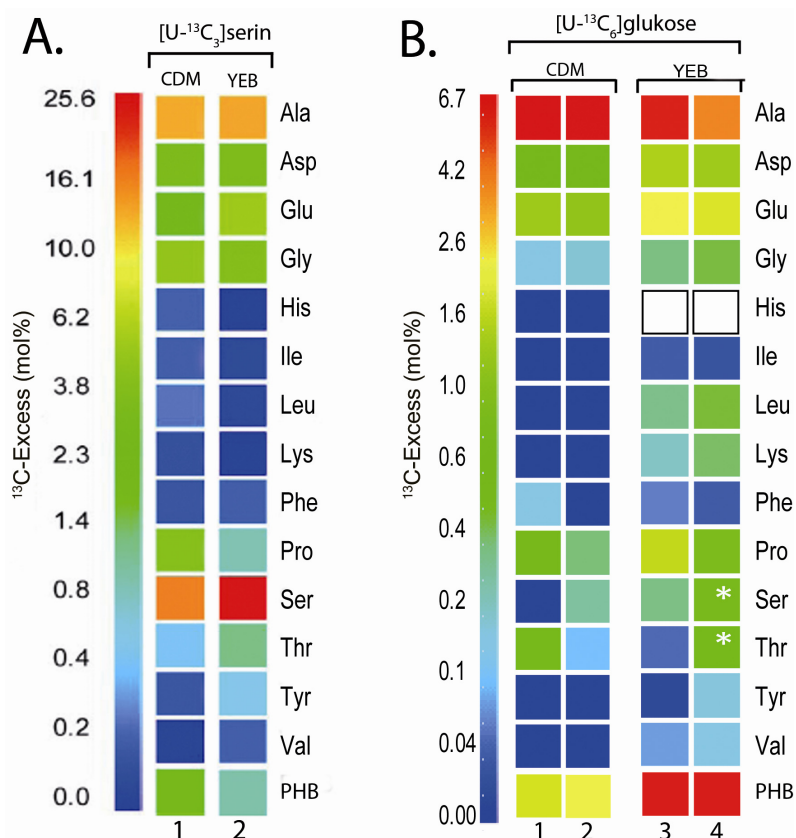 A.
[U-¹³C₃]serin
CDM YEB
¹³C-Excess (mol%)
25.6
16.1
10.0
6.2
3.8
2.3
1.4
0.8
0.4
0.2
0.0
Ala
Asp
Glu
Gly
His
Ile
Leu
Lys
Phe
Pro
Ser
Thr
Tyr
Val
PHB
1 2
B.
[U-¹³C₆]glukose
CDM YEB
¹³C-Excess (mol%)
6.7
4.2
2.6
1.6
1.0
0.6
0.4
0.2
0.1
0.04
0.00
Ala
Asp
Glu
Gly
His
Ile
Leu
Lys
Phe
Pro
* Ser
* Thr
Tyr
Val
PHB
1 2 3 4